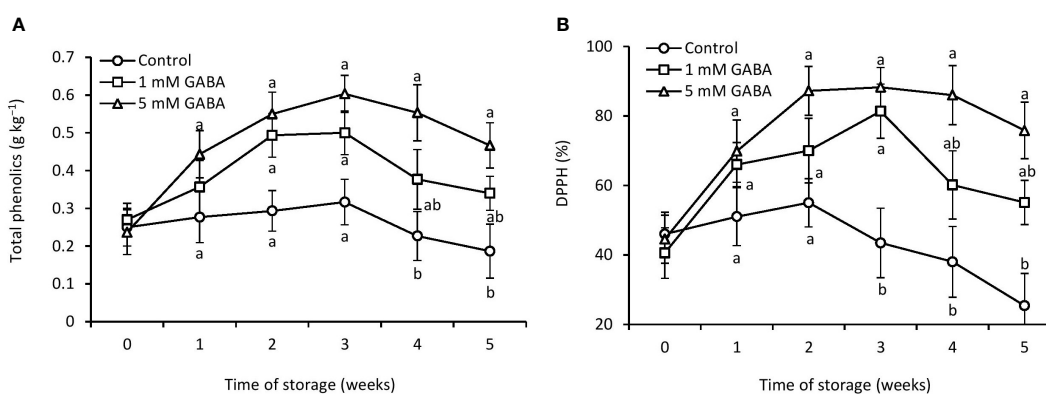 A
Control
1 mM GABA
5 mM GABA
Total phenolics (g kg⁻¹)
0.7
0.6
0.5
0.4
0.3
0.2
0.1
0
a
a
a
a
a
a
a
ab
ab
a
a
a
b
b
0 1 2 3 4 5
Time of storage (weeks)
B
Control
1 mM GABA
5 mM GABA
DPPH (%)
100
80
60
40
20
a
a
a
a
a
a
a
a
ab
ab
a
a
b
b
b
0 1 2 3 4 5
Time of storage (weeks)